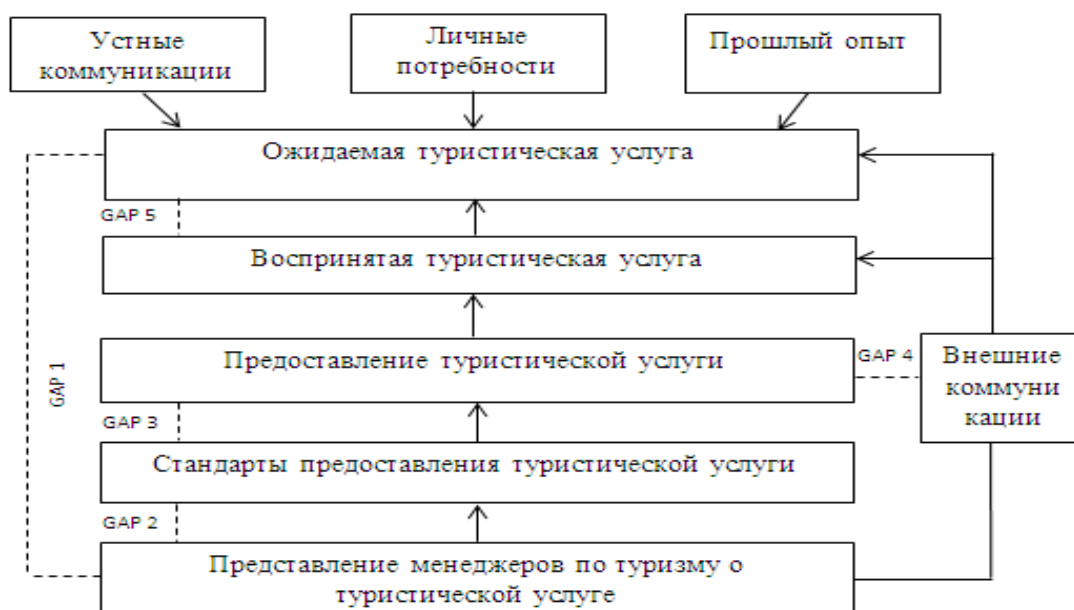 Устные
коммуникации
Личные
потребности
Прошлый опыт
Ожидаемая туристическая услуга
GAP 5
Воспринятая туристическая услуга
GAP 1
Предоставление туристической услуги
GAP 4
Внешние
коммуни
кации
GAP 3
Стандарты предоставления туристической услуги
GAP 2
Представление менеджеров по туризму о
туристической услуге